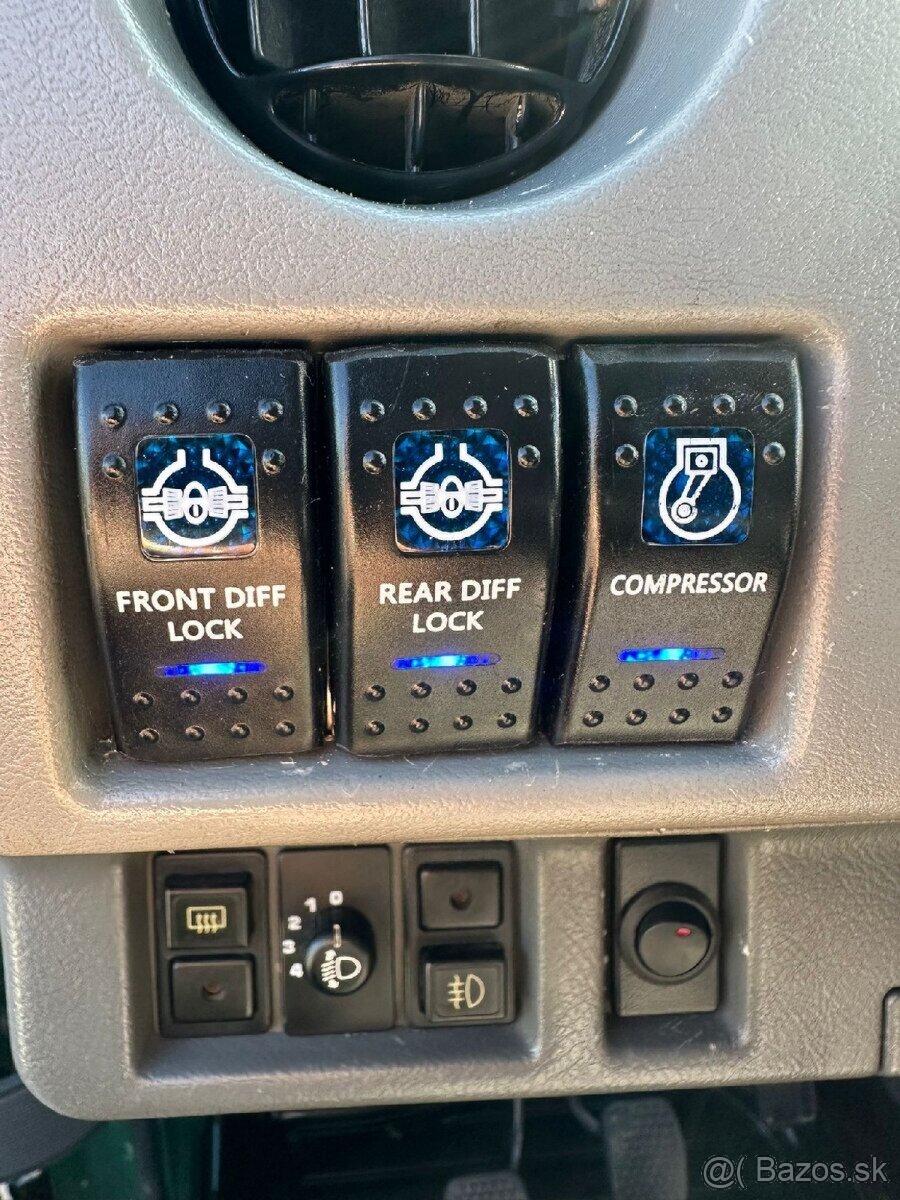 FRONT DIFF
LOCK
REAR DIFF
LOCK
COMPRESSOR
0
1
2
3
4
@( Bazos.sk